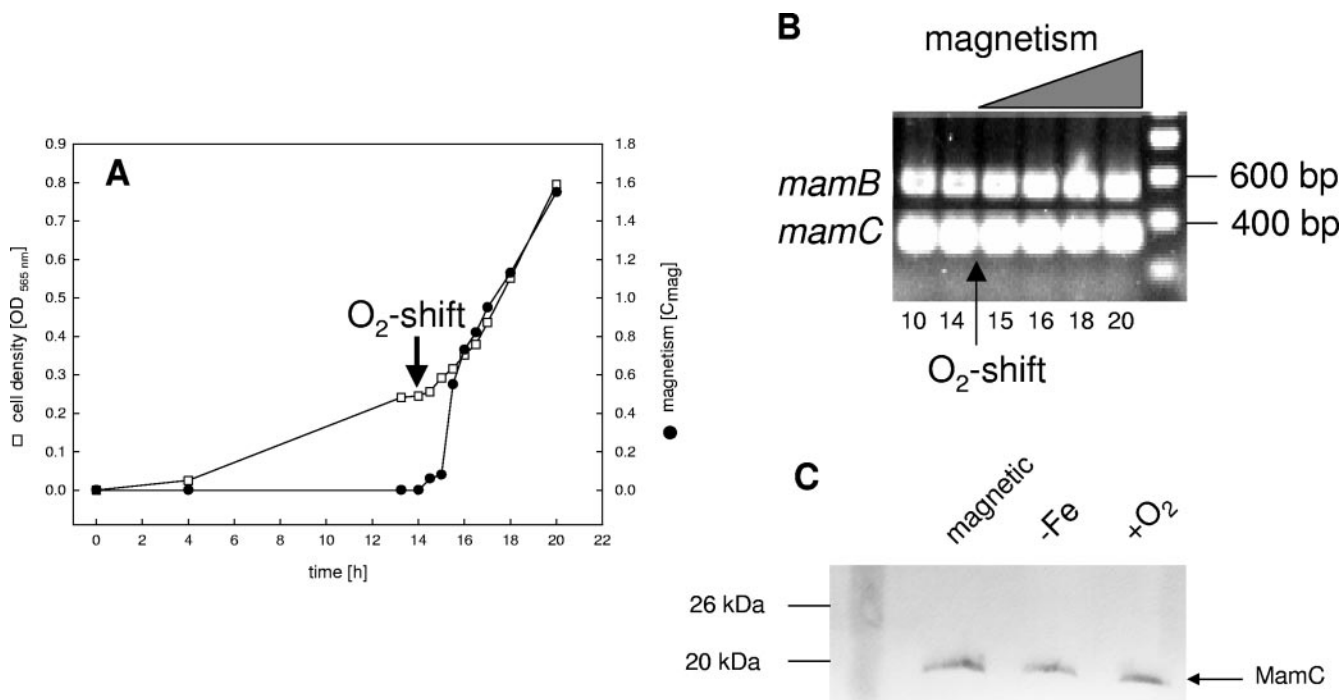 A
O2-shift
0.9
0.8
0.7
0.6
0.5
0.4
0.3
0.2
0.1
0.0
1.8
1.6
1.4
1.2
1.0
0.8
0.6
0.4
0.2
0.0
0 2 4 6 8 10 12 14 16 18 20 22
time [h]
□ cell density [OD 565 nm]
● magnetism [Cmag]
B
magnetism
mamB
mamC
600 bp
400 bp
10 14 15 16 18 20
O2-shift
C
magnetic -Fe +O2
26 kDa
20 kDa
MamC